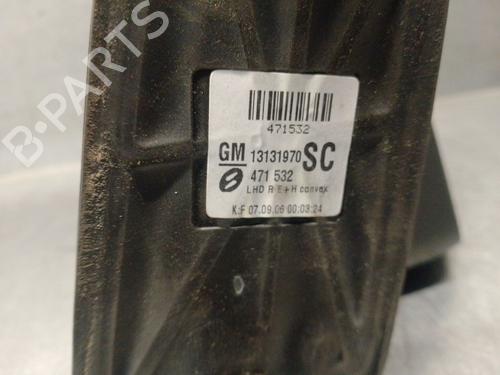 B-PARTS
471532
GM 13131970 SC
471 532
LHD R E+H convex
K:F 07.09.06 00:03:24